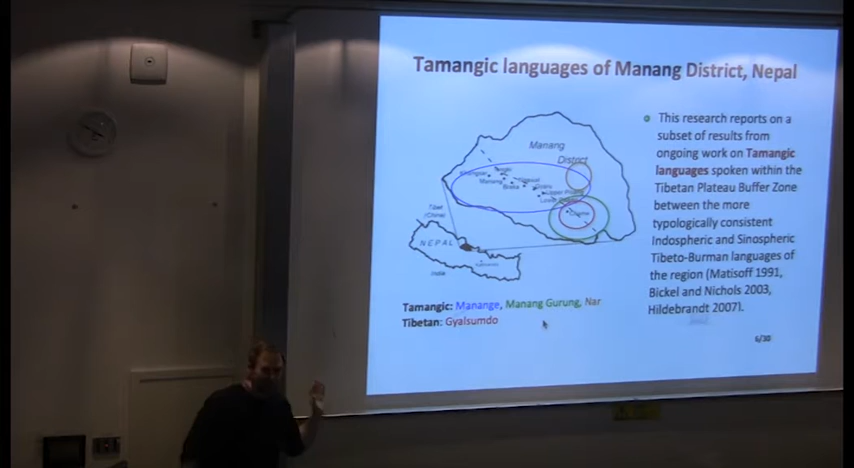 Tamangic languages of Manang District, Nepal
This research reports on a
subset of results from
ongoing work on Tamangic
languages spoken within the
Tibetan Plateau Buffer Zone
between the more
typologically consistent
Indospheric and Sinospheric
Tibeto-Burman languages of
the region (Matisoff 1991,
Bickel and Nichols 2003,
Hildebrandt 2007).
Manang
District
Tibet
(China)
NEPAL
India
Tamangic: Manange, Manang Gurung, Nar
Tibetan: Gyalsumdo
6/30